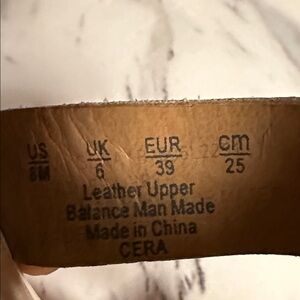 US UK EUR cm
8M 6 39 25
Leather Upper
Balance Man Made
Made in China
CERA